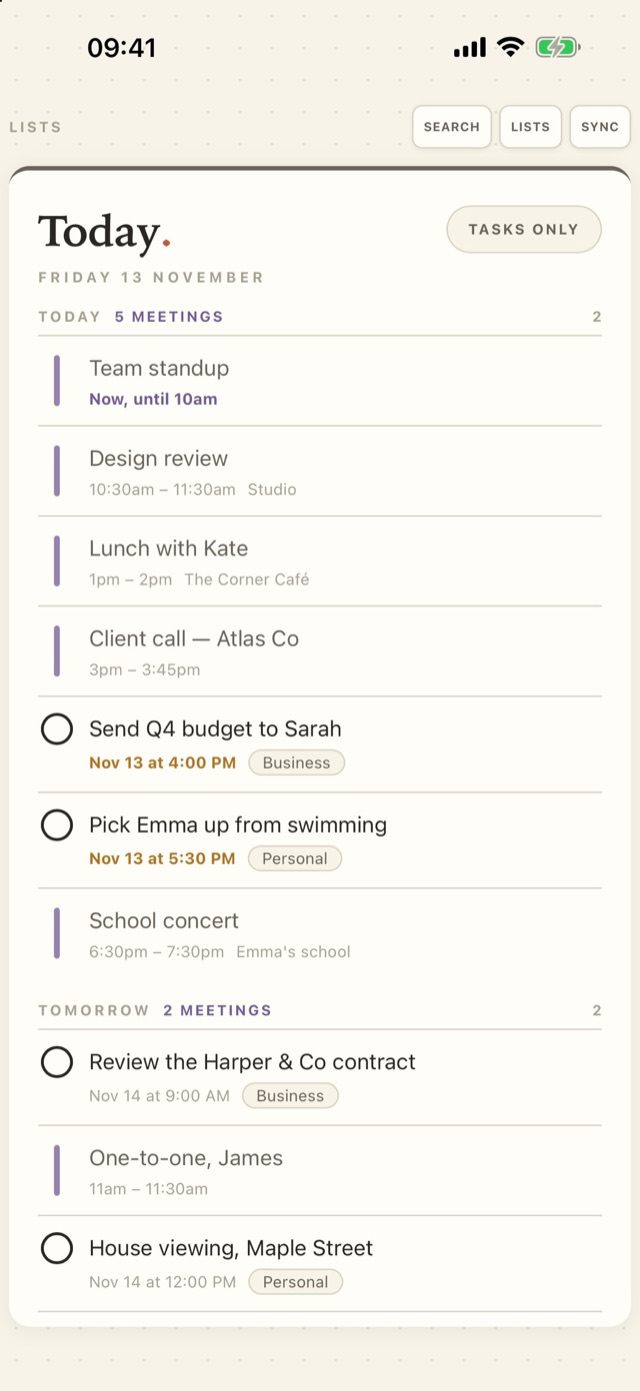 09:41
LISTS
SEARCH
LISTS
SYNC
Today.
TASKS ONLY
FRIDAY 13 NOVEMBER
TODAY 5 MEETINGS 2
Team standup
Now, until 10am
Design review
10:30am – 11:30am Studio
Lunch with Kate
1pm – 2pm The Corner Café
Client call — Atlas Co
3pm – 3:45pm
Send Q4 budget to Sarah
Nov 13 at 4:00 PM Business
Pick Emma up from swimming
Nov 13 at 5:30 PM Personal
School concert
6:30pm – 7:30pm Emma's school
TOMORROW 2 MEETINGS 2
Review the Harper & Co contract
Nov 14 at 9:00 AM Business
One-to-one, James
11am – 11:30am
House viewing, Maple Street
Nov 14 at 12:00 PM Personal